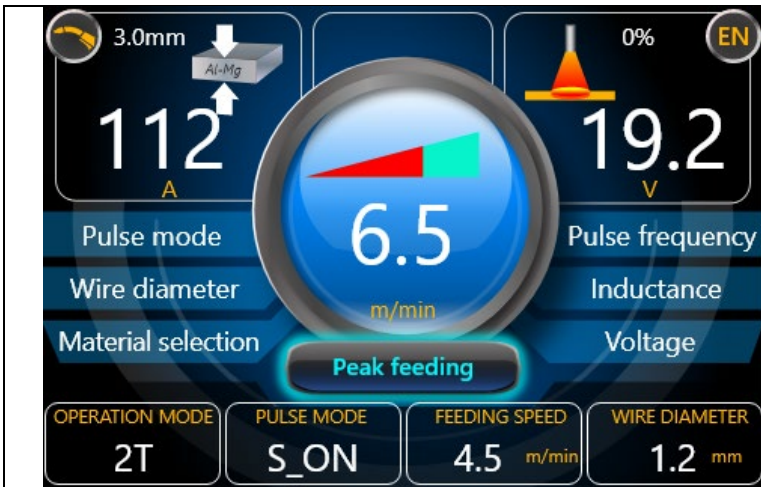 3.0mm
Al-Mg
112
A
0%
EN
19.2
V
6.5
m/min
Pulse mode
Wire diameter
Material selection
Pulse frequency
Inductance
Voltage
Peak feeding
OPERATION MODE
2T
PULSE MODE
S_ON
FEEDING SPEED
4.5 m/min
WIRE DIAMETER
1.2 mm